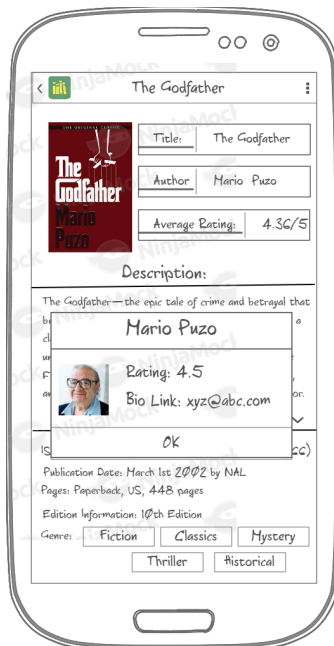 The Godfather
THE ORIGINAL CLASSIC
The
Godfather
Mario
Puzo
Title: The Godfather
Author Mario Puzo
Average Rating: 4.36/5
Description:
The Godfather—the epic tale of crime and betrayal that
Mario Puzo
Rating: 4.5
Bio Link: xyz@abc.com
OK
Publication Date: March 1st 2002 by NAL
Pages: Paperback, US, 448 pages
Edition Information: 10th Edition
Genre: Fiction Classics Mystery
Thriller Historical
NinjaMock